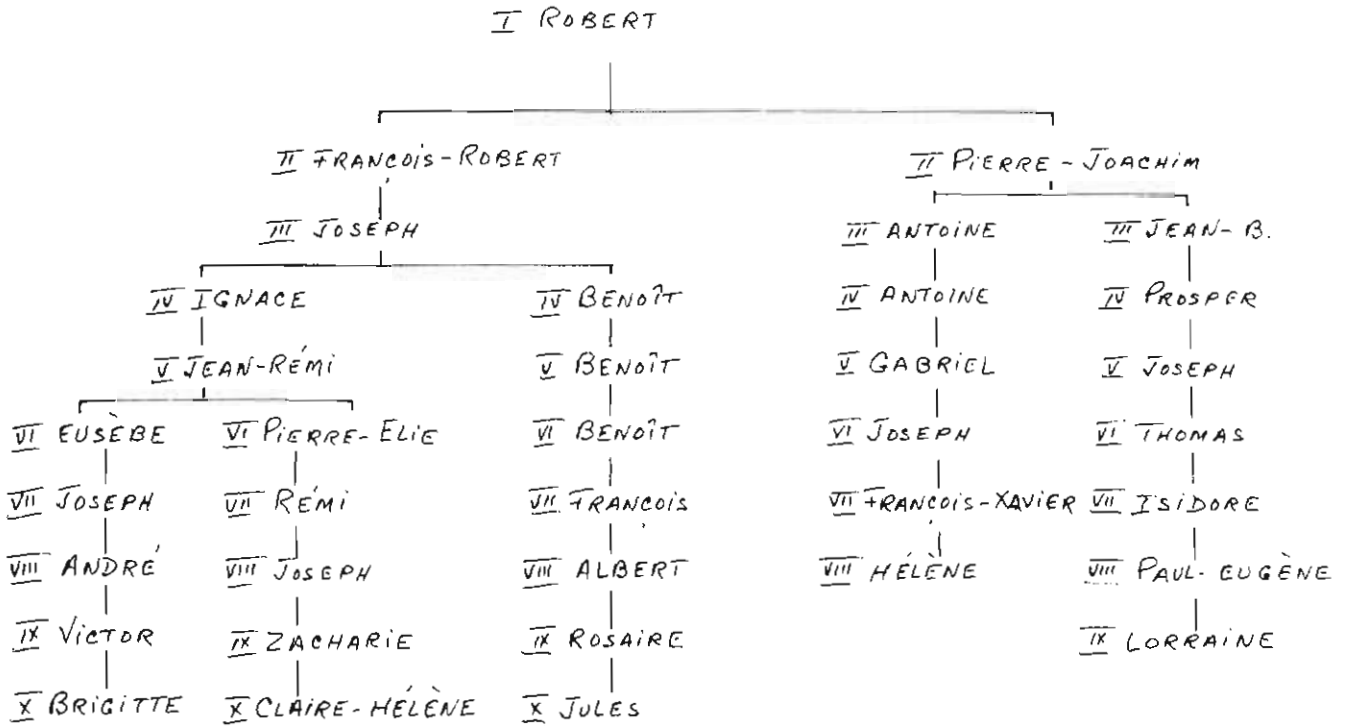 I ROBERT
II FRANÇOIS-ROBERT II PIERRE-JOACHIM
III JOSEPH III ANTOINE III JEAN-B.
IV IGNACE IV BENOÎT IV ANTOINE IV PROSPER
V JEAN-RÉMI V BENOÎT V GABRIEL V JOSEPH
VI EUSÈBE VI PIERRE-ELIE VI BENOÎT VI JOSEPH VI THOMAS
VII JOSEPH VII RÉMI VII FRANÇOIS VII FRANÇOIS-XAVIER VII ISIDORE
VIII ANDRÉ VIII JOSEPH VIII ALBERT VIII HÉLÈNE VIII PAUL-EUGÈNE
IX VICTOR IX ZACHARIE IX ROSAIRE IX LORRAINE
X BRIGITTE X CLAIRE-HÉLÈNE X JULES